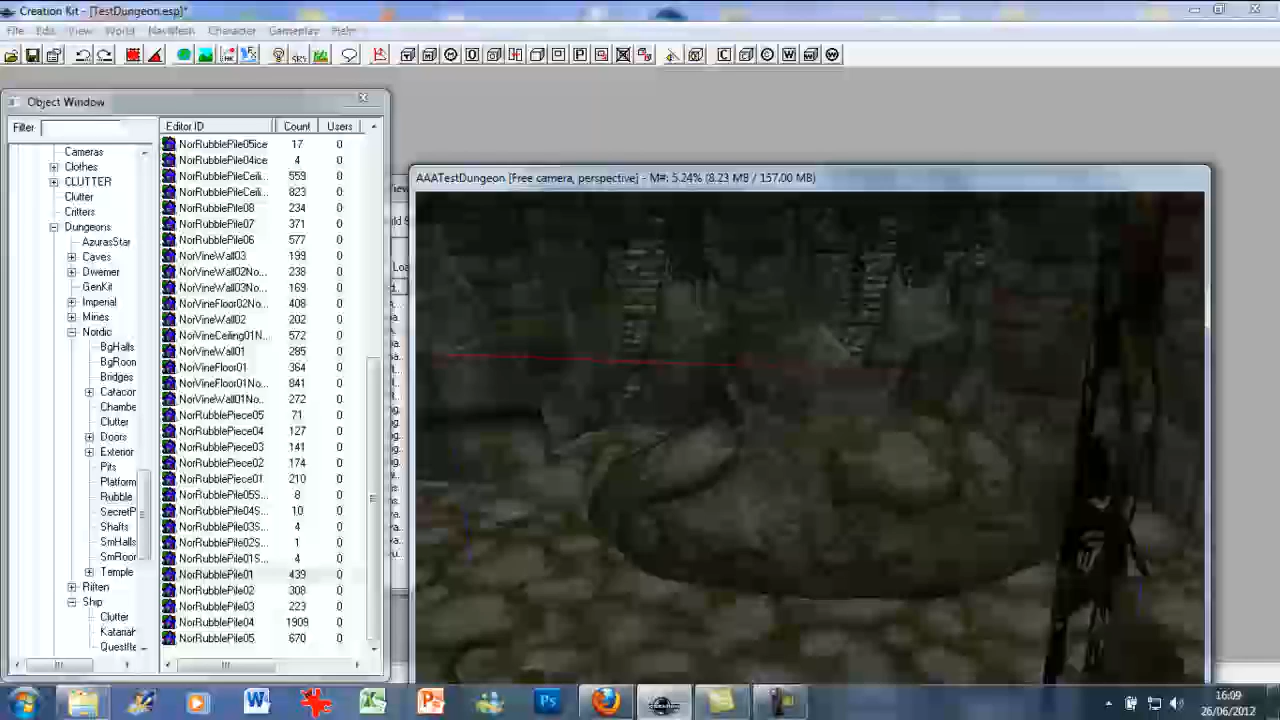 Creation Kit - [TestDungeon.esp]*
File Edit View World NavMesh Character Gameplay Help
Object Window
Filter
Editor ID Count Users
Cameras
Clothes
CLUTTER
Clutter
Critters
Dungeons
AzurasStar
Caves
Dwemer
GenKit
Imperial
Mines
Nordic
BgHalls
BgRoom
Bridges
Catacon
Chambe
Clutter
Doors
Exterior
Pits
Platform
Rubble
SecretP
Shafts
SmHalls
SmRoor
Temple
Ratten
Ship
Clutter
Katariah
QuestIte
NorRubblePile05ice 17 0
NorRubblePile04ice 4 0
NorRubblePileCeili... 559 0
NorRubblePileCeili... 823 0
NorRubblePile08 234 0
NorRubblePile07 371 0
NorRubblePile06 577 0
NorVineWall03 199 0
NorVineWall02No... 238 0
NorVineWall03No... 169 0
NorVineFloor02No... 408 0
NorVineWall02 202 0
NorVineCeiling01N... 572 0
NorVineWall01 285 0
NorVineFloor01 364 0
NorVineFloor01No... 841 0
NorVineWall01No... 272 0
NorRubblePiece05 71 0
NorRubblePiece04 127 0
NorRubblePiece03 141 0
NorRubblePiece02 174 0
NorRubblePiece01 210 0
NorRubblePile05S... 8 0
NorRubblePile04S... 10 0
NorRubblePile03S... 4 0
NorRubblePile02S... 1 0
NorRubblePile01S... 4 0
NorRubblePile01 439 0
NorRubblePile02 308 0
NorRubblePile03 223 0
NorRubblePile04 1909 0
NorRubblePile05 670 0
AAATestDungeon [Free camera, perspective] - M#: 5.24% (8.23 MB / 157.00 MB)
16:09
26/06/2012